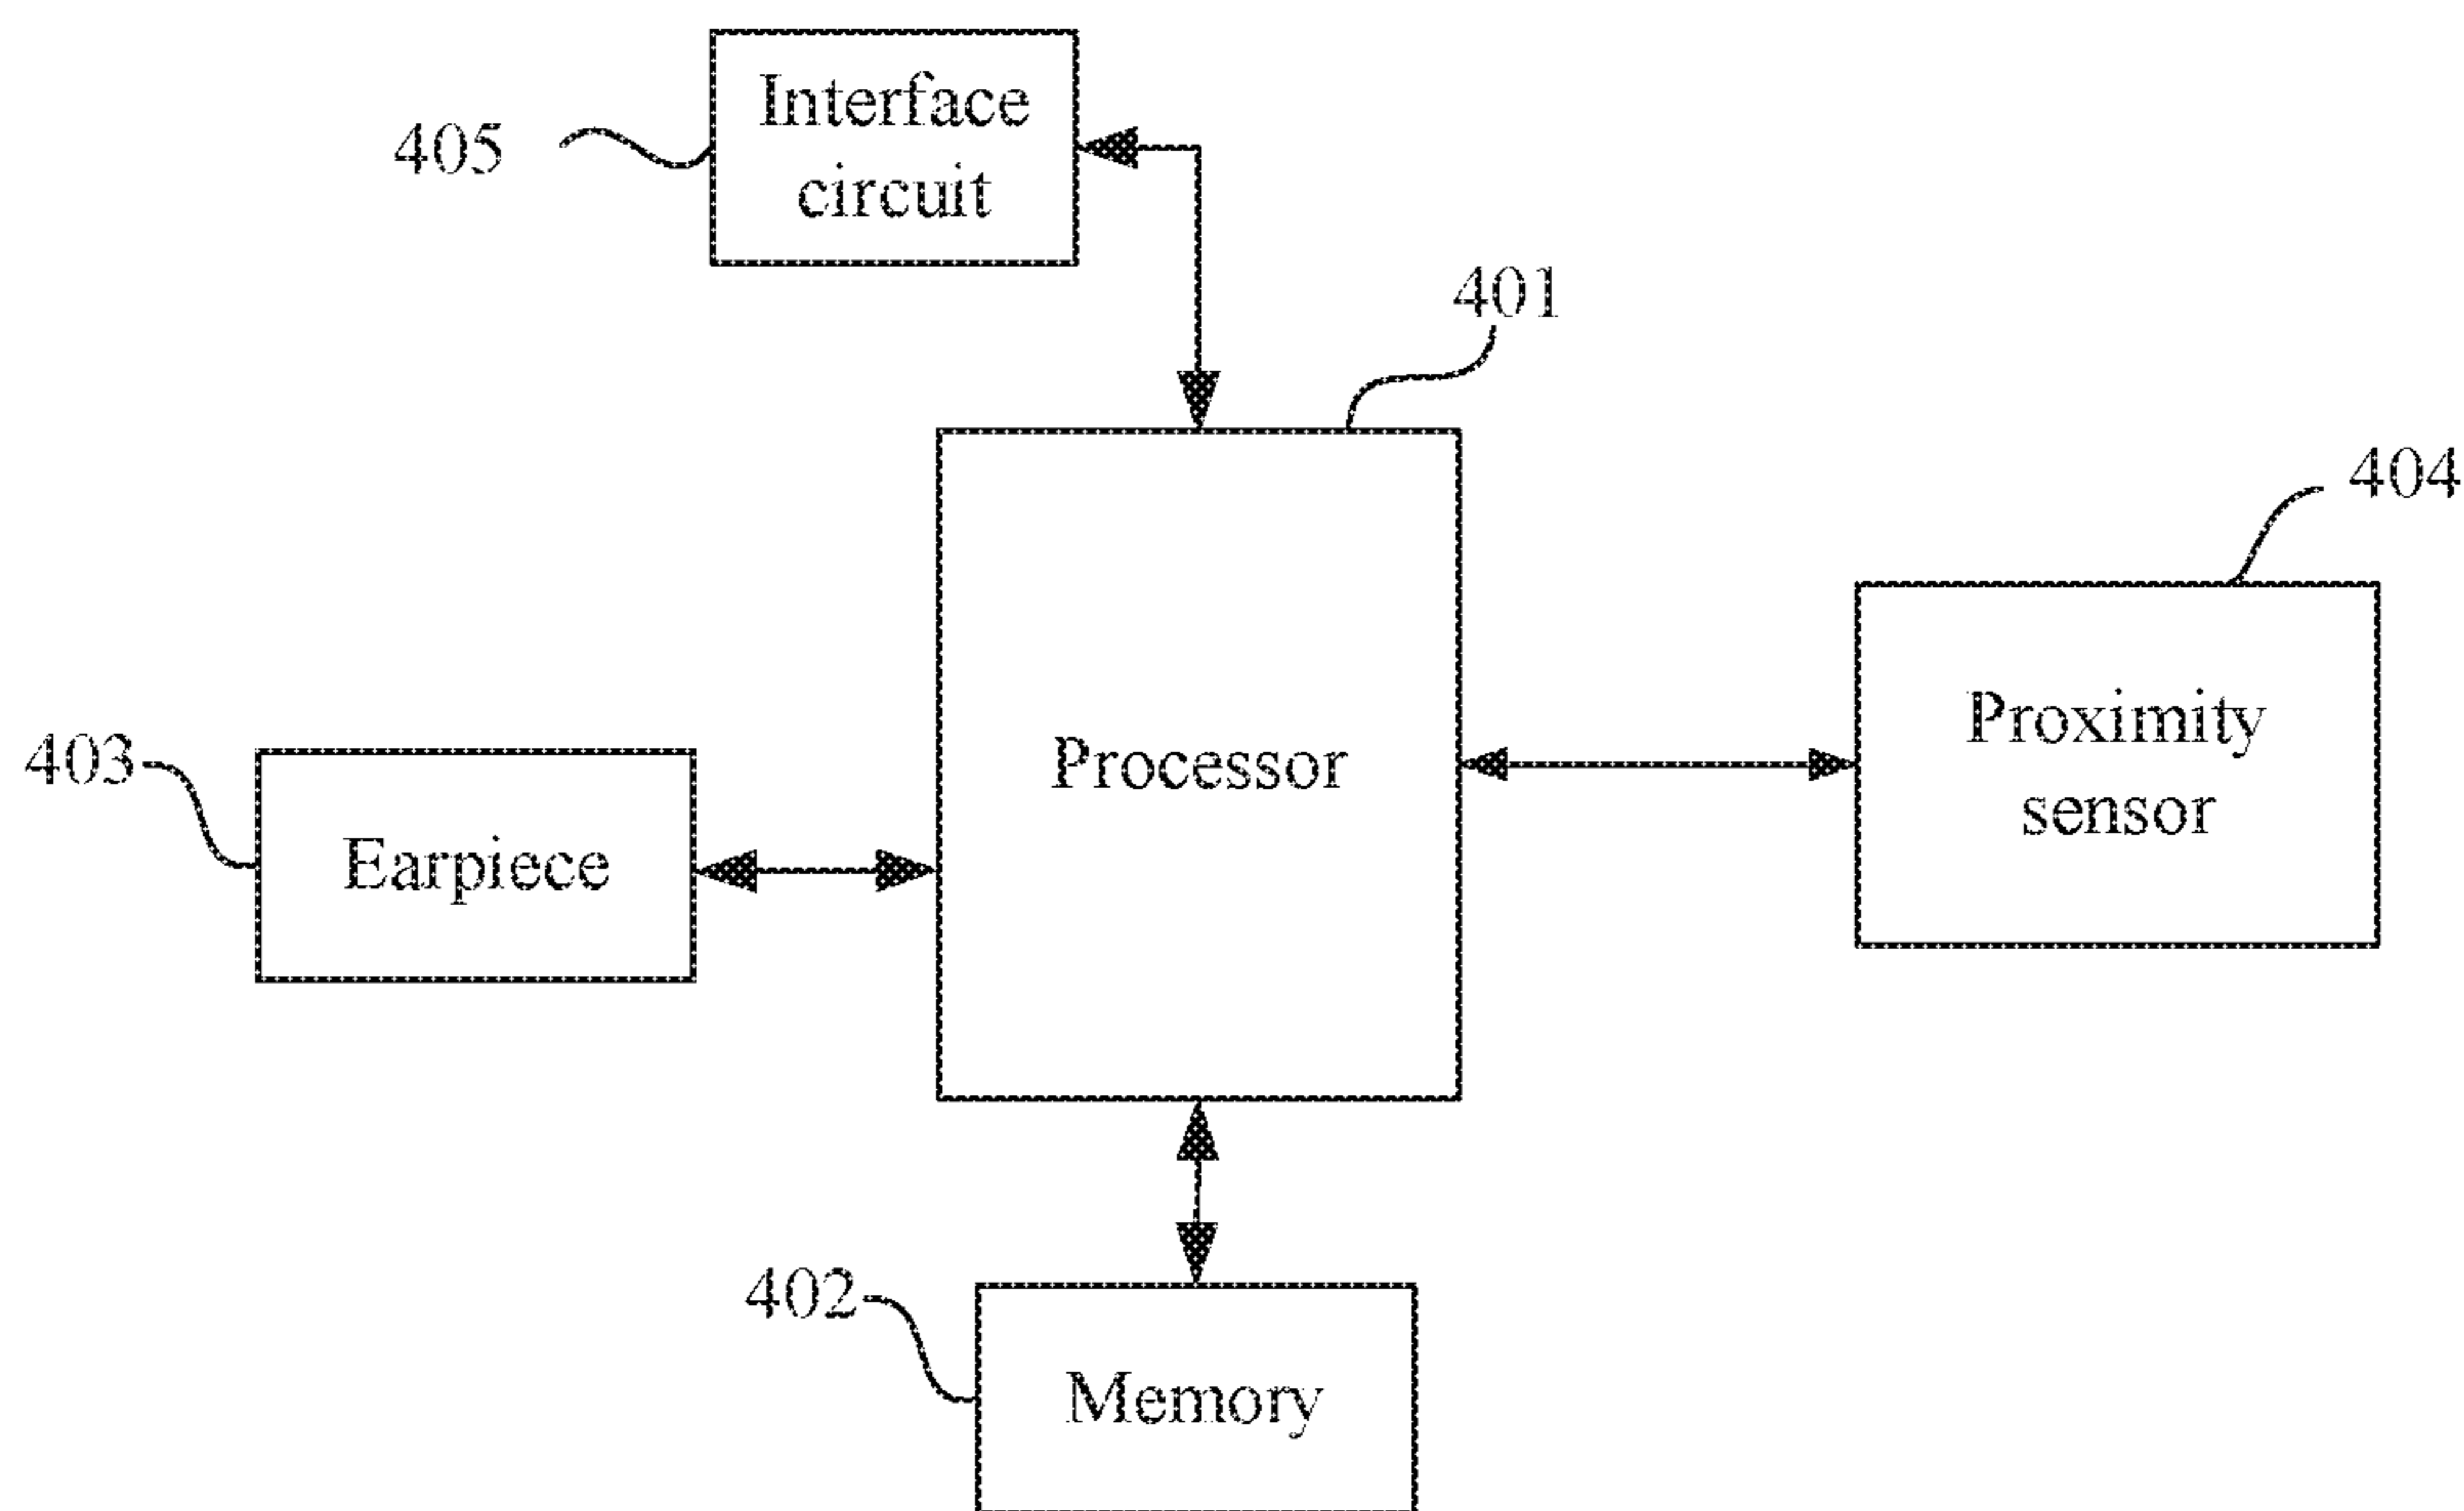 Interface
circuit
405
401
404
Proximity
sensor
Processor
403
Earpiece
402
Memory